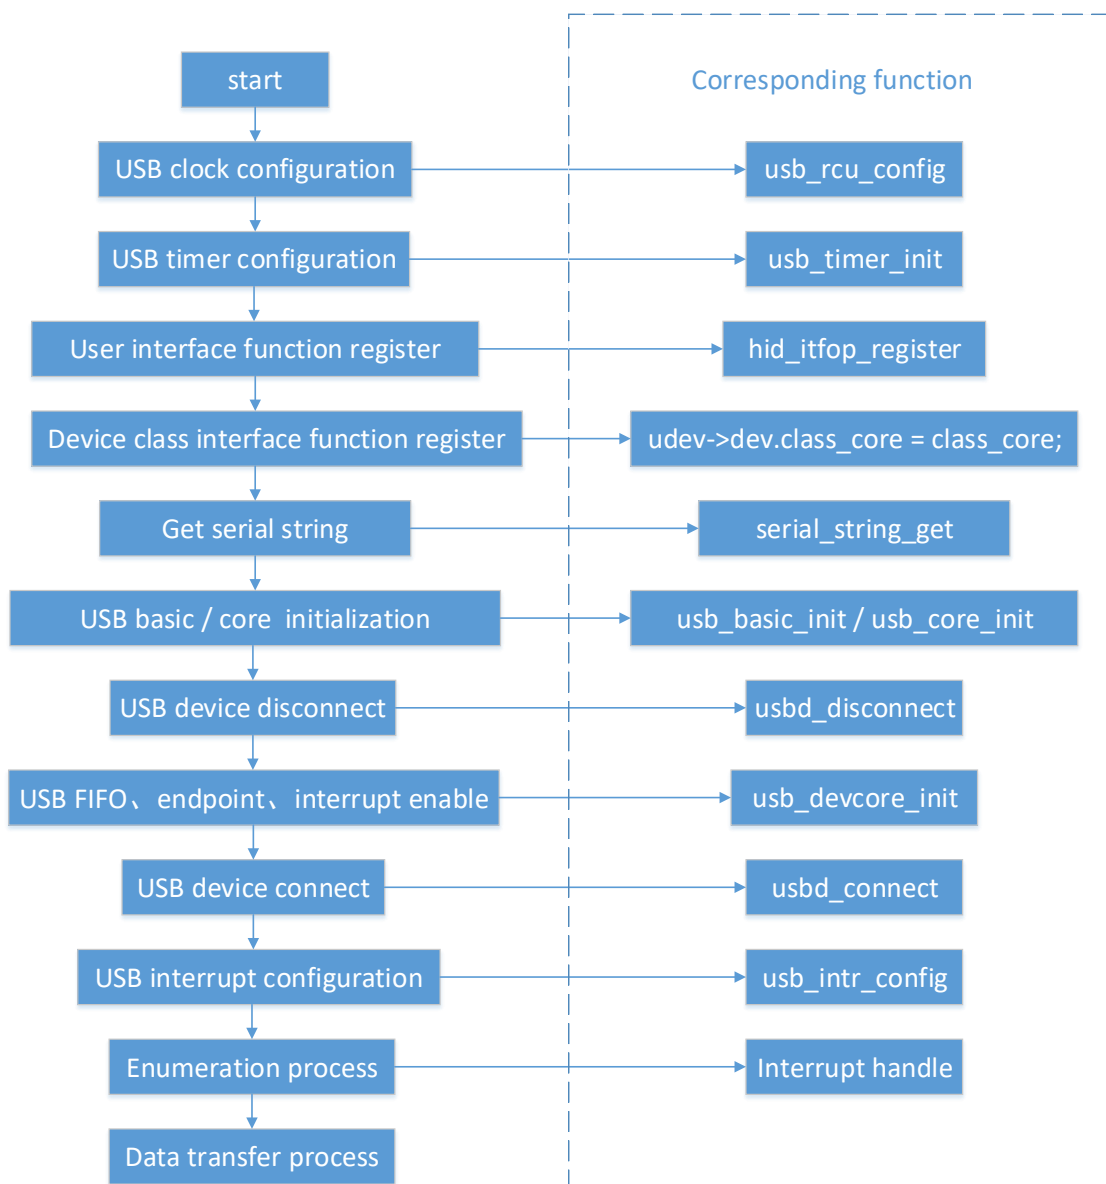 start
Corresponding function
USB clock configuration
usb_rcu_config
USB timer configuration
usb_timer_init
User interface function register
hid_itfop_register
Device class interface function register
udev->dev.class_core = class_core;
Get serial string
serial_string_get
USB basic / core  initialization
usb_basic_init / usb_core_init
USB device disconnect
usbd_disconnect
USB FIFO、endpoint、interrupt enable
usb_devcore_init
USB device connect
usbd_connect
USB interrupt configuration
usb_intr_config
Enumeration process
Interrupt handle
Data transfer process